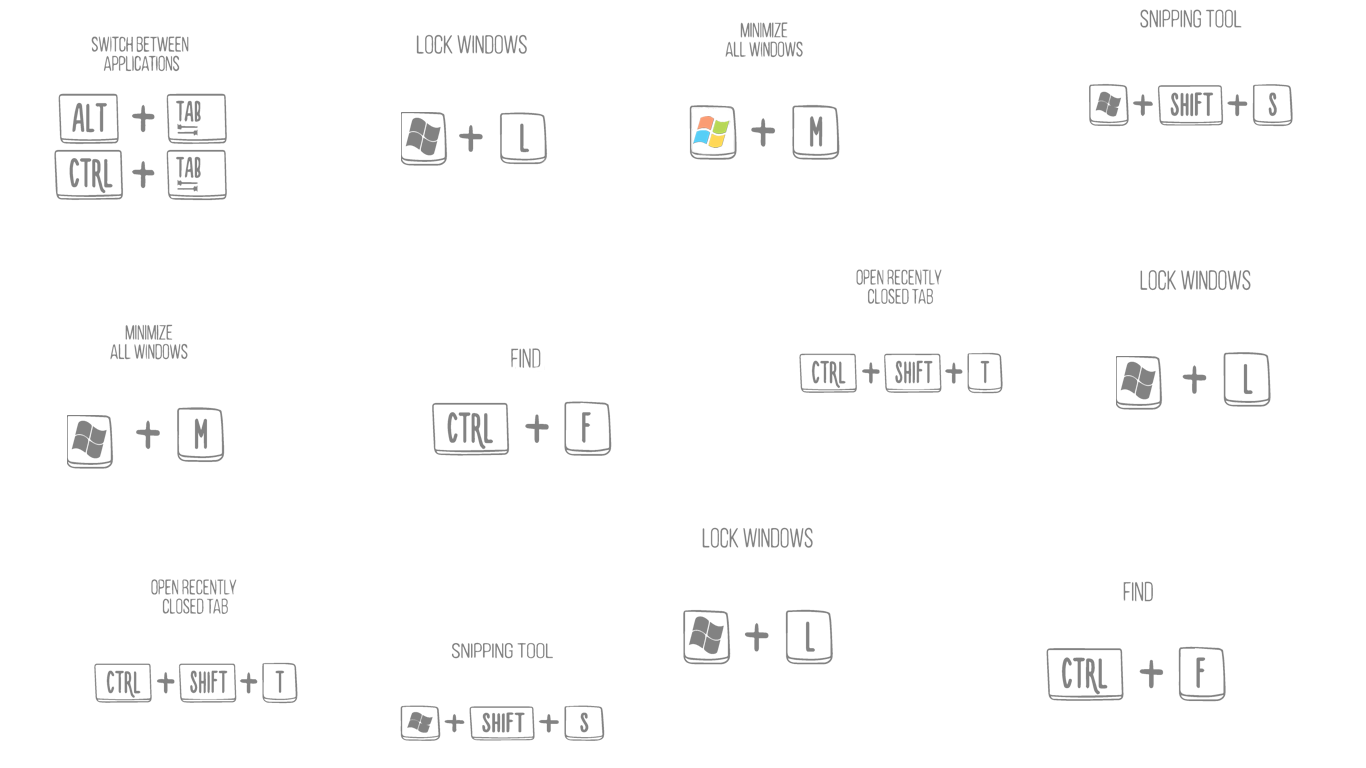 SWITCH BETWEEN
APPLICATIONS
ALT + TAB
CTRL + TAB
LOCK WINDOWS
+ L
MINIMIZE
ALL WINDOWS
+ M
SNIPPING TOOL
+ SHIFT + S
MINIMIZE
ALL WINDOWS
+ M
FIND
CTRL + F
OPEN RECENTLY
CLOSED TAB
CTRL + SHIFT + T
LOCK WINDOWS
+ L
OPEN RECENTLY
CLOSED TAB
CTRL + SHIFT + T
SNIPPING TOOL
+ SHIFT + S
LOCK WINDOWS
+ L
FIND
CTRL + F